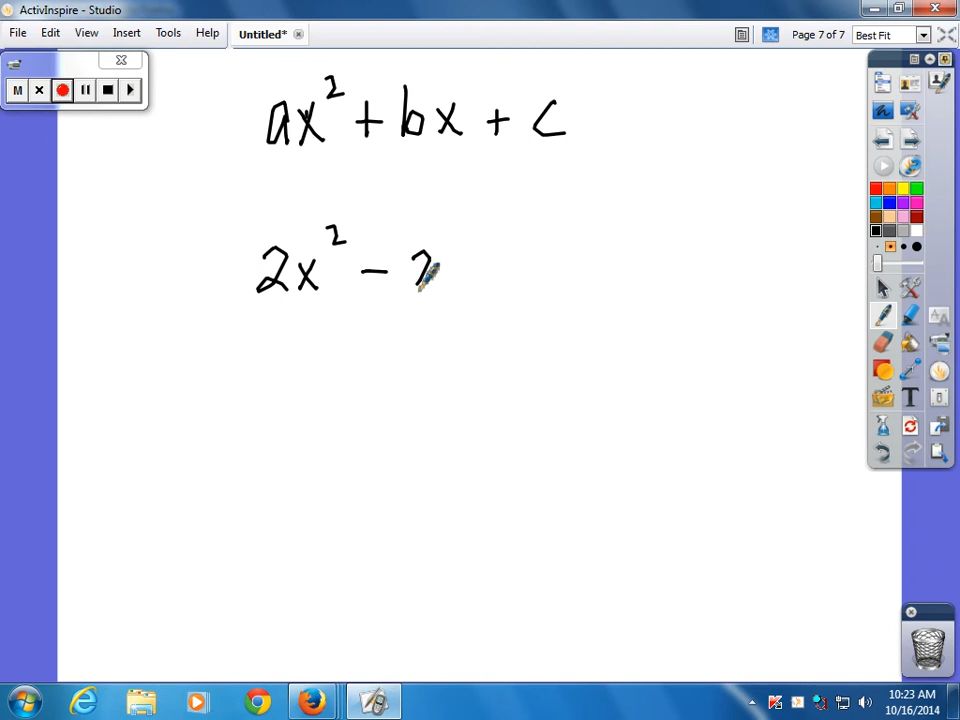 ActivInspire - Studio
File Edit View Insert Tools Help Untitled* Page 7 of 7 Best Fit
M
ax² + bx + c
2x² −
A A
T
10:23 AM
10/16/2014